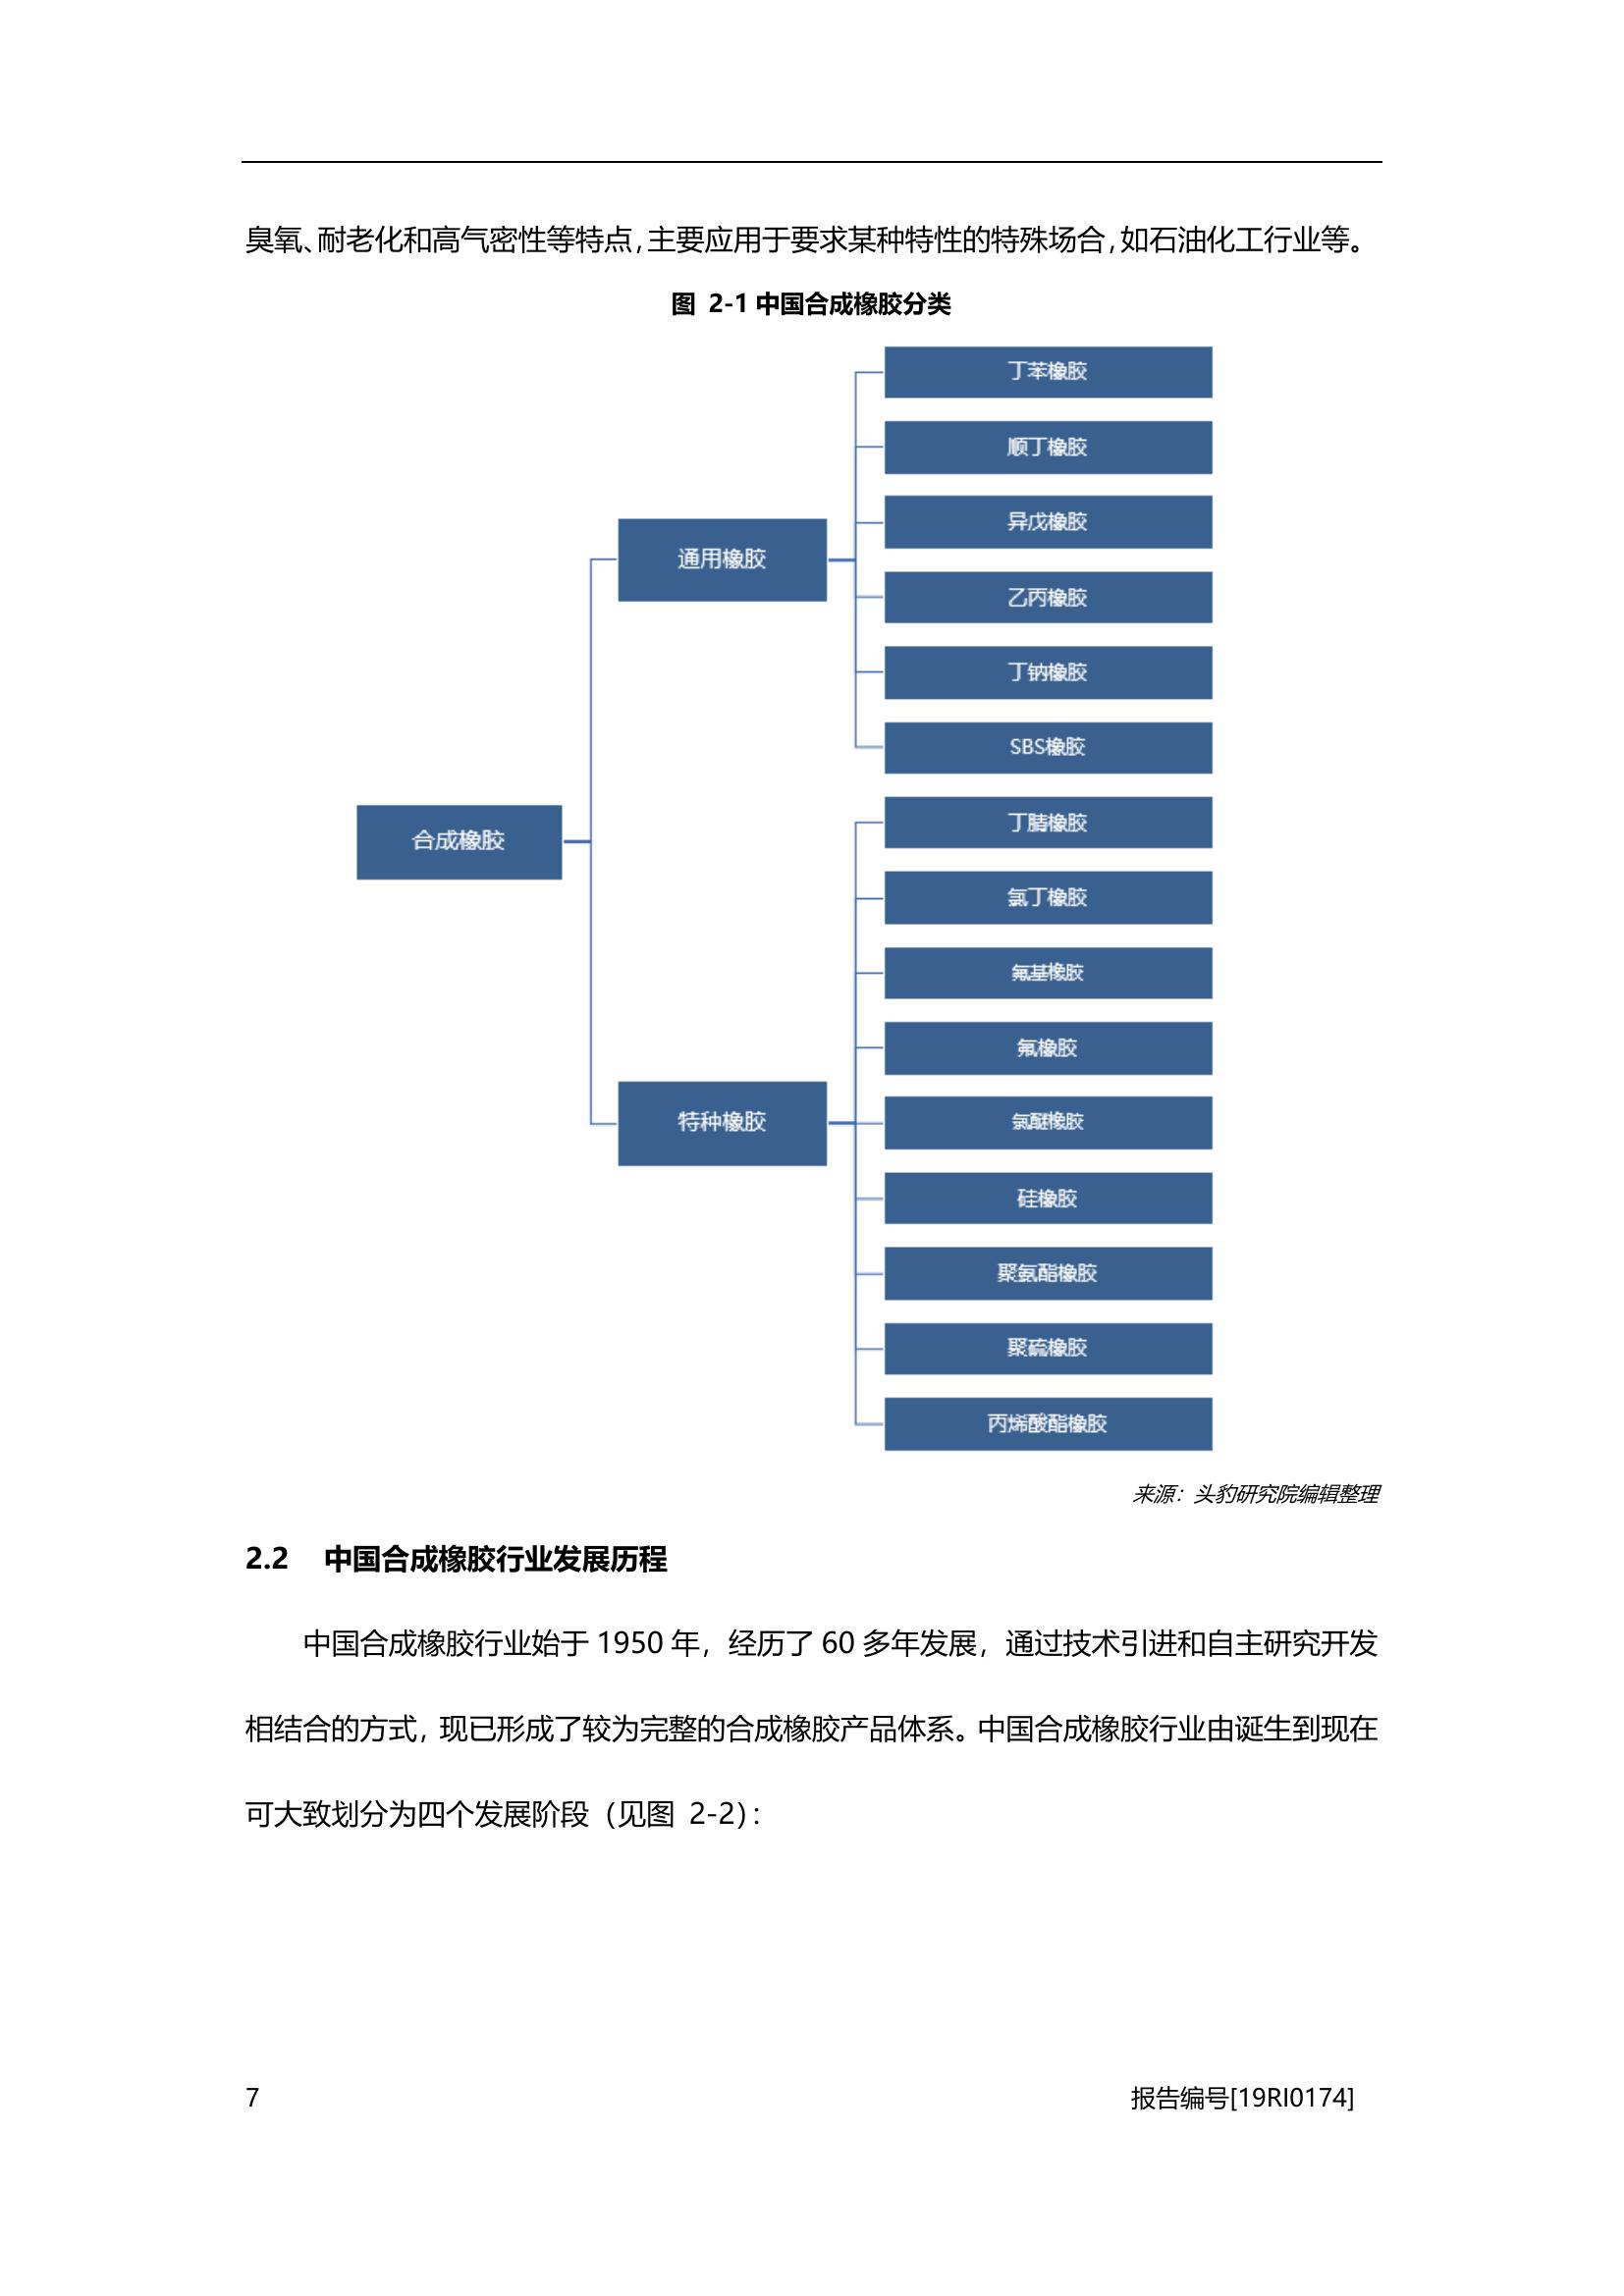 臭氧、耐老化和高气密性等特点,主要应用于要求某种特性的特殊场合,如石油化工行业等。
图 2-1 中国合成橡胶分类
丁苯橡胶
顺丁橡胶
异戊橡胶
通用橡胶
乙丙橡胶
丁钠橡胶
SBS橡胶
合成橡胶
丁腈橡胶
氯丁橡胶
氟基橡胶
氟橡胶
特种橡胶
氯醚橡胶
硅橡胶
聚氨酯橡胶
聚硫橡胶
丙烯酸酯橡胶
来源：头豹研究院编辑整理
2.2 中国合成橡胶行业发展历程
中国合成橡胶行业始于 1950 年，经历了 60 多年发展，通过技术引进和自主研究开发
相结合的方式，现已形成了较为完整的合成橡胶产品体系。中国合成橡胶行业由诞生到现在
可大致划分为四个发展阶段（见图 2-2）：
7 报告编号[19RI0174]